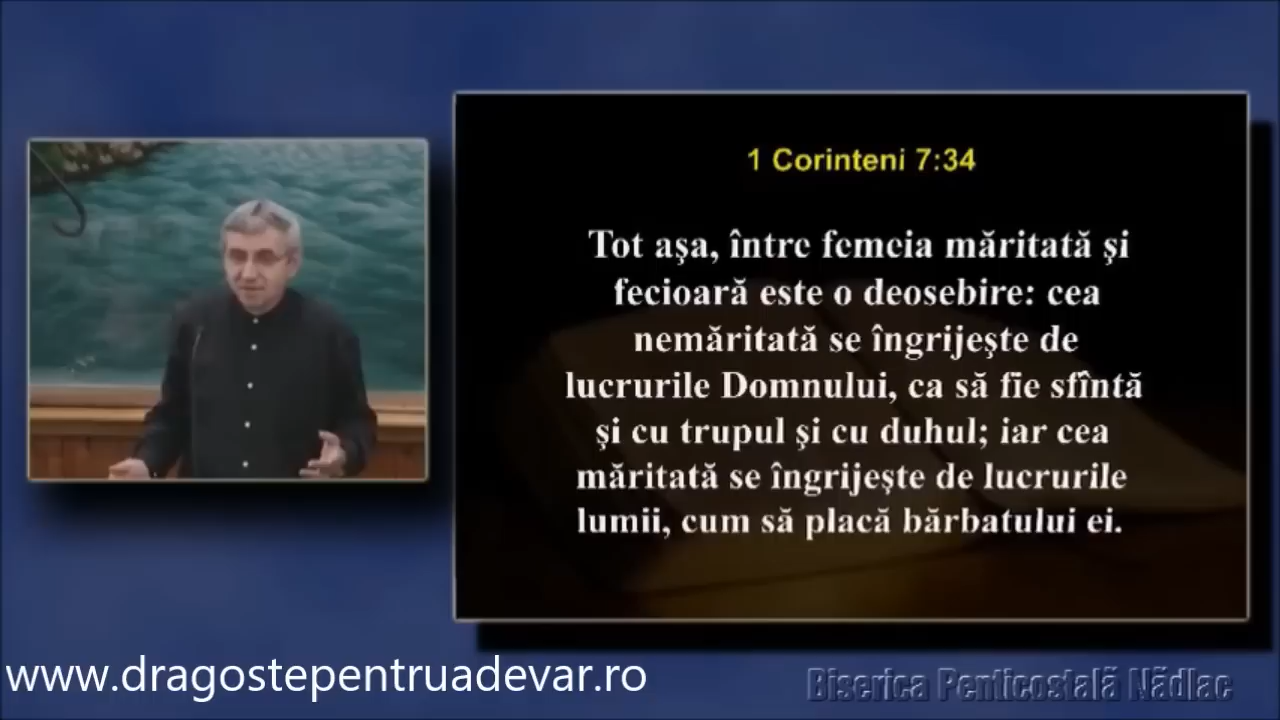 1 Corinteni 7:34
Tot aşa, între femeia măritată şi
fecioară este o deosebire: cea
nemăritată se îngrijeşte de
lucrurile Domnului, ca să fie sfîntă
şi cu trupul şi cu duhul; iar cea
măritată se îngrijeşte de lucrurile
lumii, cum să placă bărbatului ei.
www.dragostepentruadevar.ro
Biserica Penticostală Nădlac